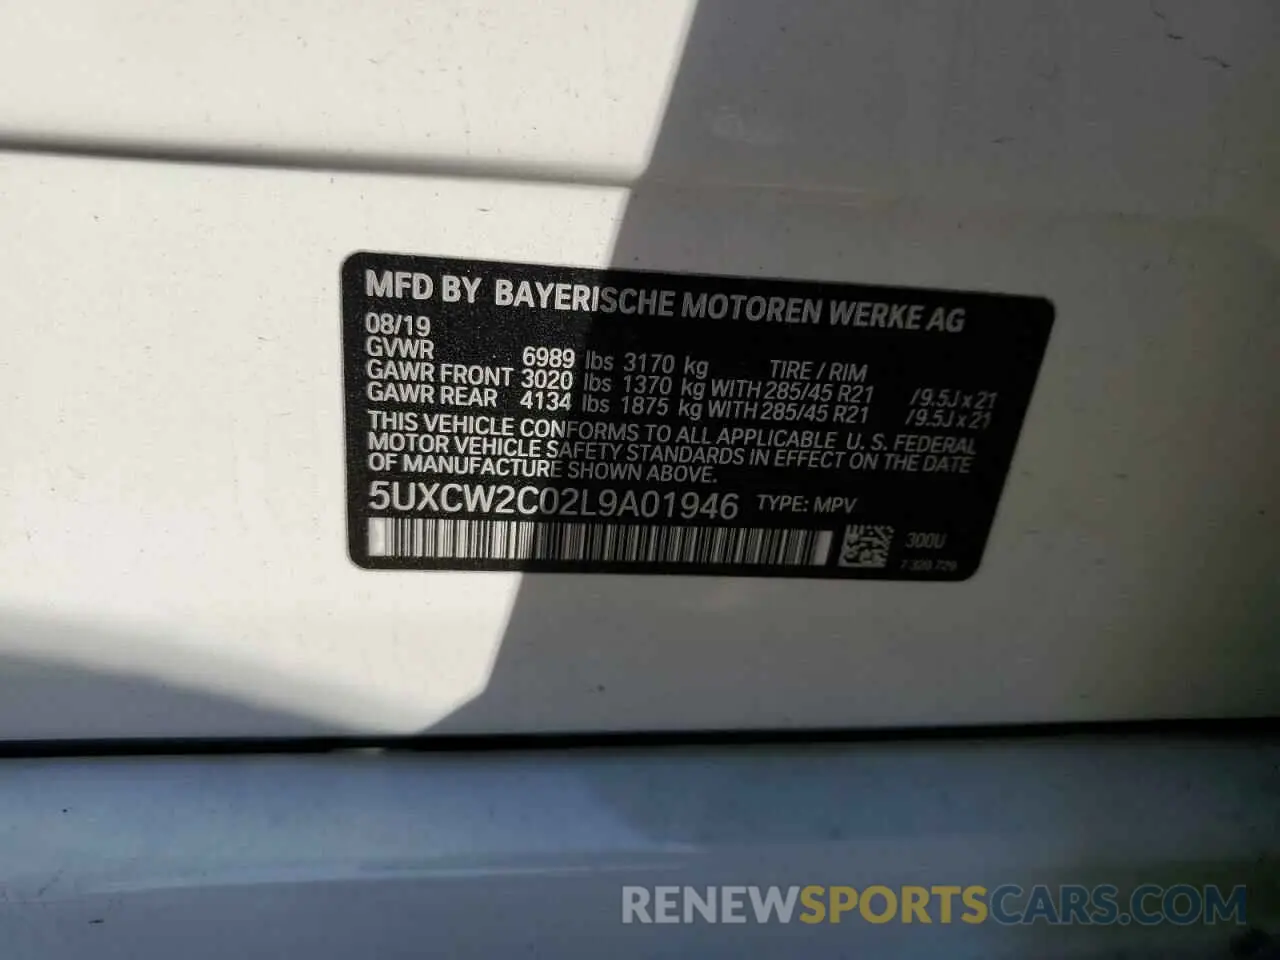 MFD BY BAYERISCHE MOTOREN WERKE AG
08/19
GVWR 6989 lbs 3170 kg TIRE / RIM
GAWR FRONT 3020 lbs 1370 kg WITH 285/45 R21 /9.5J x 21
GAWR REAR 4134 lbs 1875 kg WITH 285/45 R21 /9.5J x 21
THIS VEHICLE CONFORMS TO ALL APPLICABLE U. S. FEDERAL
MOTOR VEHICLE SAFETY STANDARDS IN EFFECT ON THE DATE
OF MANUFACTURE SHOWN ABOVE.
5UXCW2C02L9A01946 TYPE: MPV
300U
RENEWSPORTSCARS.COM